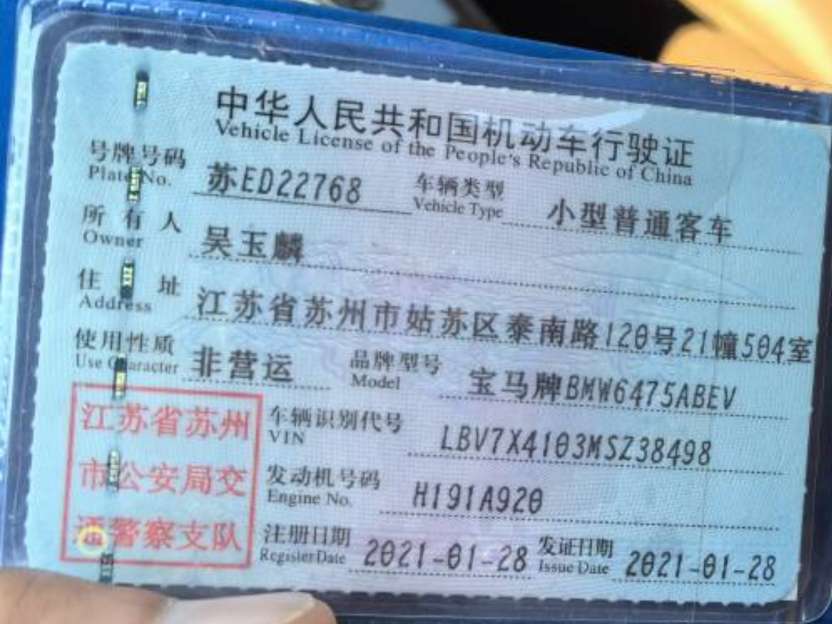 中华人民共和国机动车行驶证
Vehicle License of the People's Republic of China
号牌号码 苏ED22768 车辆类型 小型普通客车
Plate No. Vehicle Type
所有人 吴玉麟
Owner
住址 江苏省苏州市姑苏区泰南路120号21幢504室
Address
使用性质 非营运 品牌型号 宝马牌BMW6475ABEV
Use Character Model
江苏省苏州
市公安局交
通警察支队
车辆识别代号 LBV7X4103MSZ38498
VIN
发动机号码 H191A920
Engine No.
注册日期 2021-01-28 发证日期 2021-01-28
Register Date Issue Date